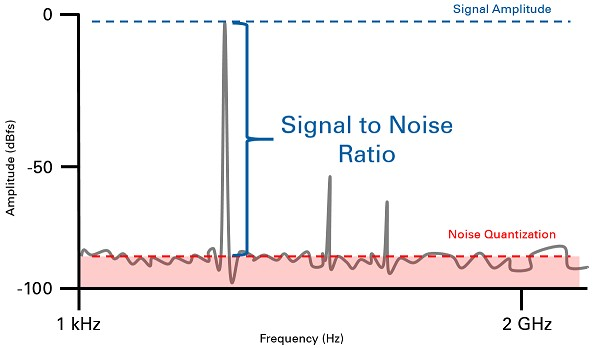 Signal Amplitude
0
Signal to Noise
Ratio
Amplitude (dBfs)
-50
Noise Quantization
-100
1 kHz
2 GHz
Frequency (Hz)